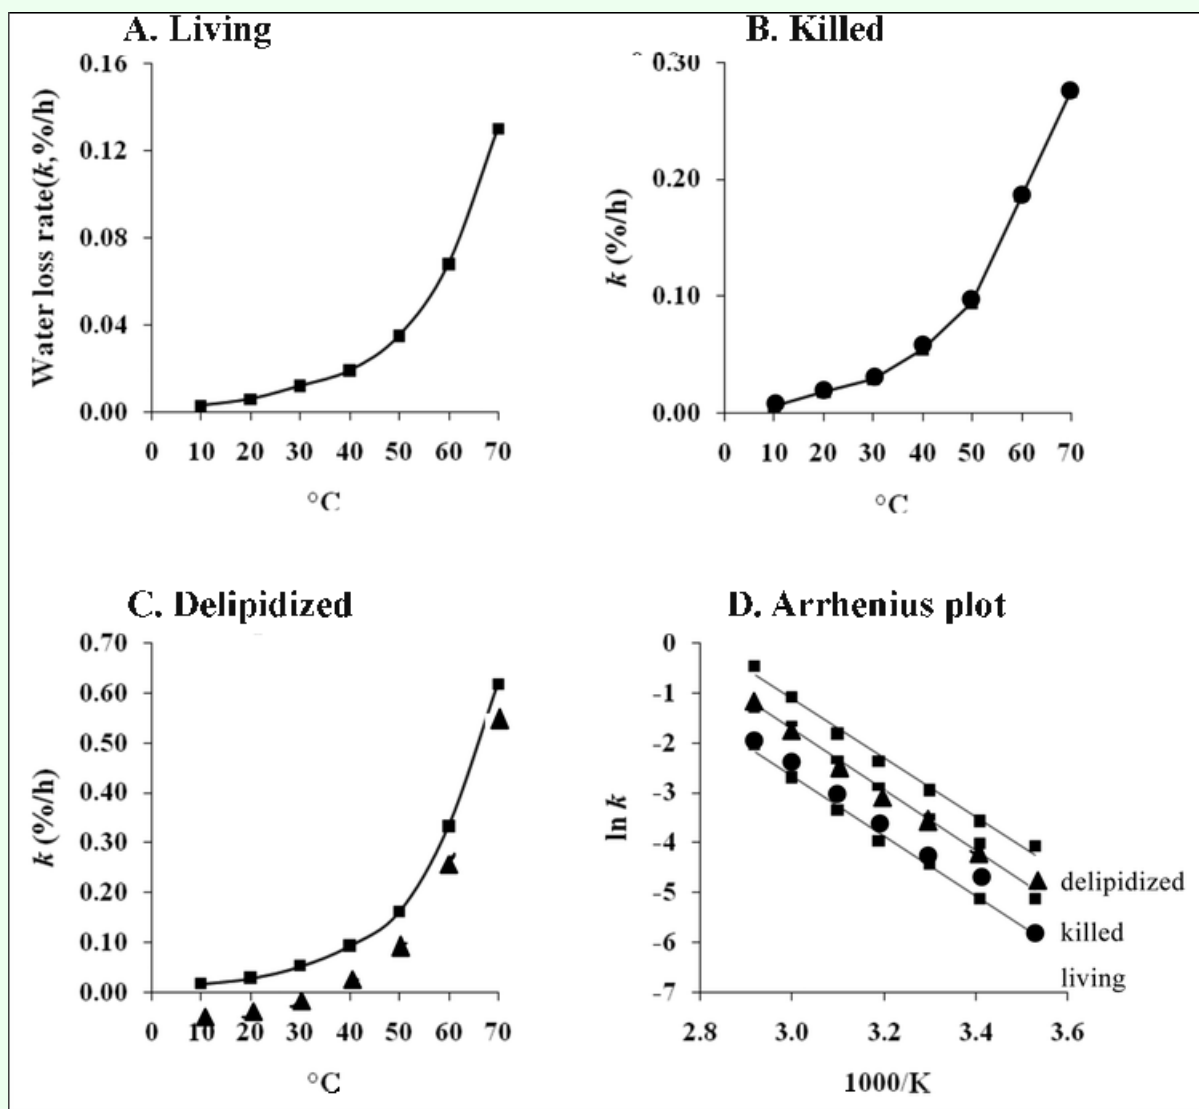 A. Living
Water loss rate(k,%/h)
0.16
0.12
0.08
0.04
0.00
0 10 20 30 40 50 60 70
°C
B. Killed
k (%/h)
0.30
0.20
0.10
0.00
0 10 20 30 40 50 60 70
°C
C. Delipidized
k (%/h)
0.70
0.60
0.50
0.40
0.30
0.20
0.10
0.00
0 10 20 30 40 50 60 70
°C
D. Arrhenius plot
ln k
0
-1
-2
-3
-4
-5
-6
-7
2.8 3.0 3.2 3.4 3.6
1000/K
delipidized
killed
living